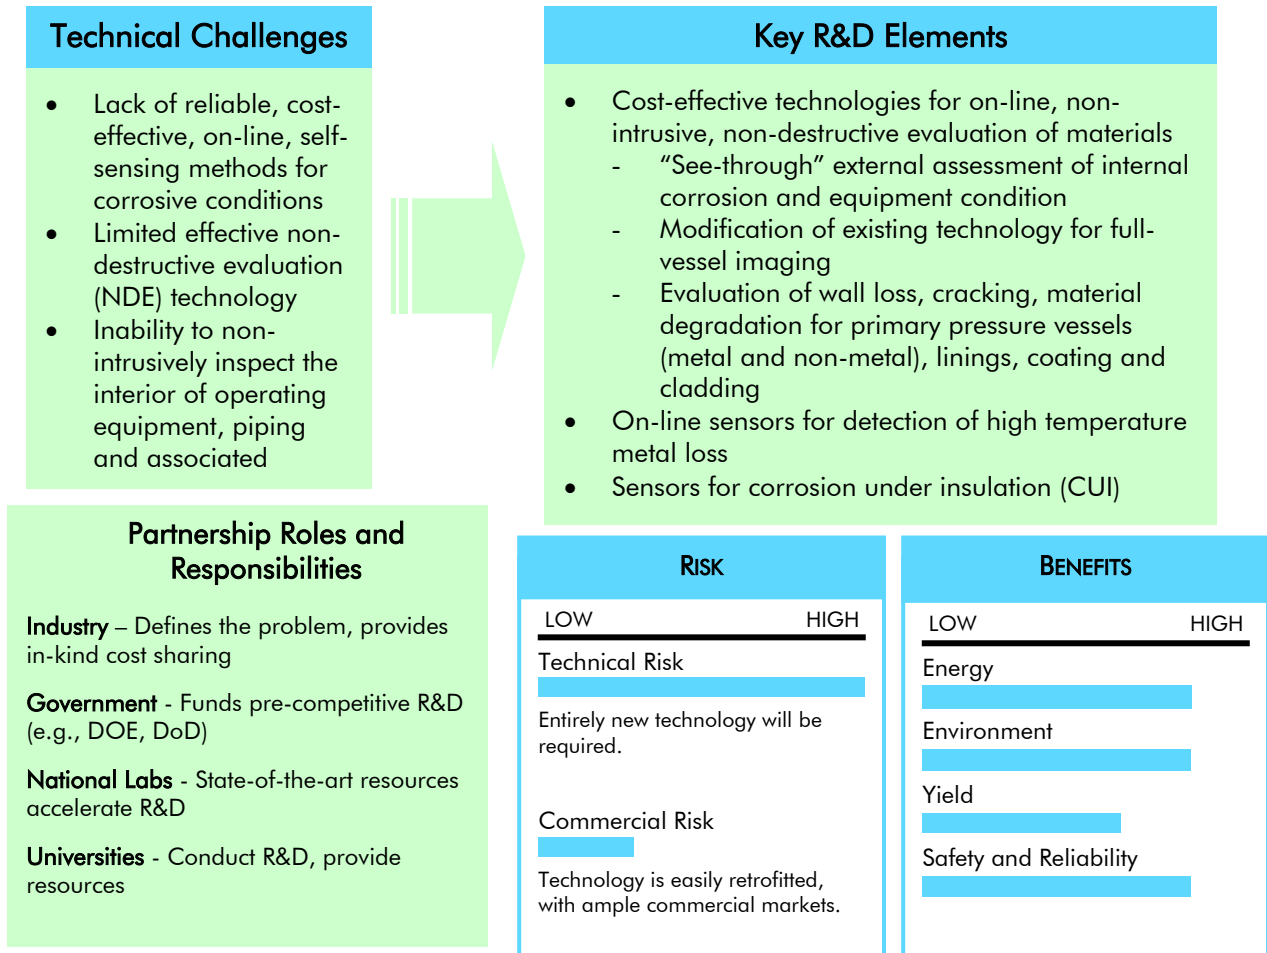 Technical Challenges
• Lack of reliable, cost-
effective, on-line, self-
sensing methods for
corrosive conditions
• Limited effective non-
destructive evaluation
(NDE) technology
• Inability to non-
intrusively inspect the
interior of operating
equipment, piping
and associated
Key R&D Elements
• Cost-effective technologies for on-line, non-
intrusive, non-destructive evaluation of materials
- “See-through” external assessment of internal
corrosion and equipment condition
- Modification of existing technology for full-
vessel imaging
- Evaluation of wall loss, cracking, material
degradation for primary pressure vessels
(metal and non-metal), linings, coating and
cladding
• On-line sensors for detection of high temperature
metal loss
• Sensors for corrosion under insulation (CUI)
Partnership Roles and
Responsibilities
Industry – Defines the problem, provides
in-kind cost sharing
Government - Funds pre-competitive R&D
(e.g., DOE, DoD)
National Labs - State-of-the-art resources
accelerate R&D
Universities - Conduct R&D, provide
resources
RISK
LOW HIGH
Technical Risk
Entirely new technology will be
required.
Commercial Risk
Technology is easily retrofitted,
with ample commercial markets.
BENEFITS
LOW HIGH
Energy
Environment
Yield
Safety and Reliability